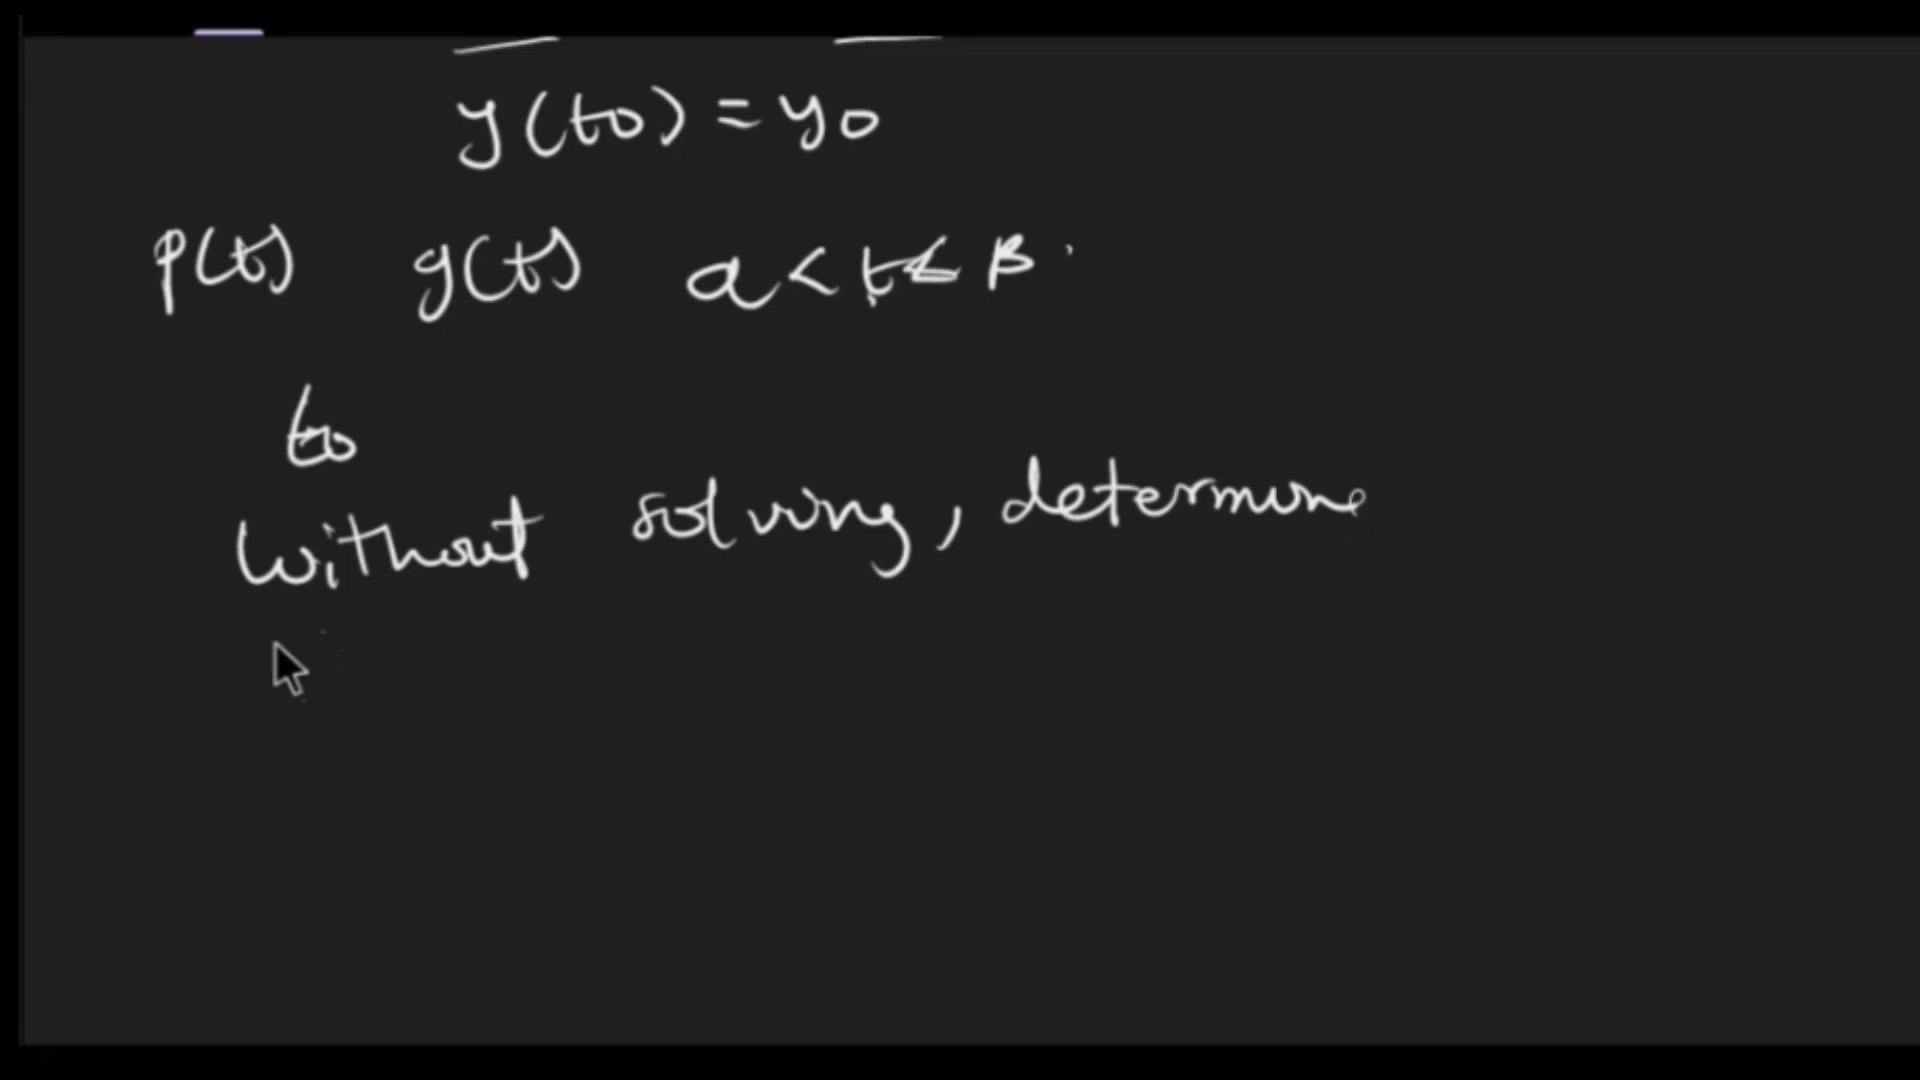 y(t0) = y0
p(t) g(t) α < t < β.
t0
without solving, determine